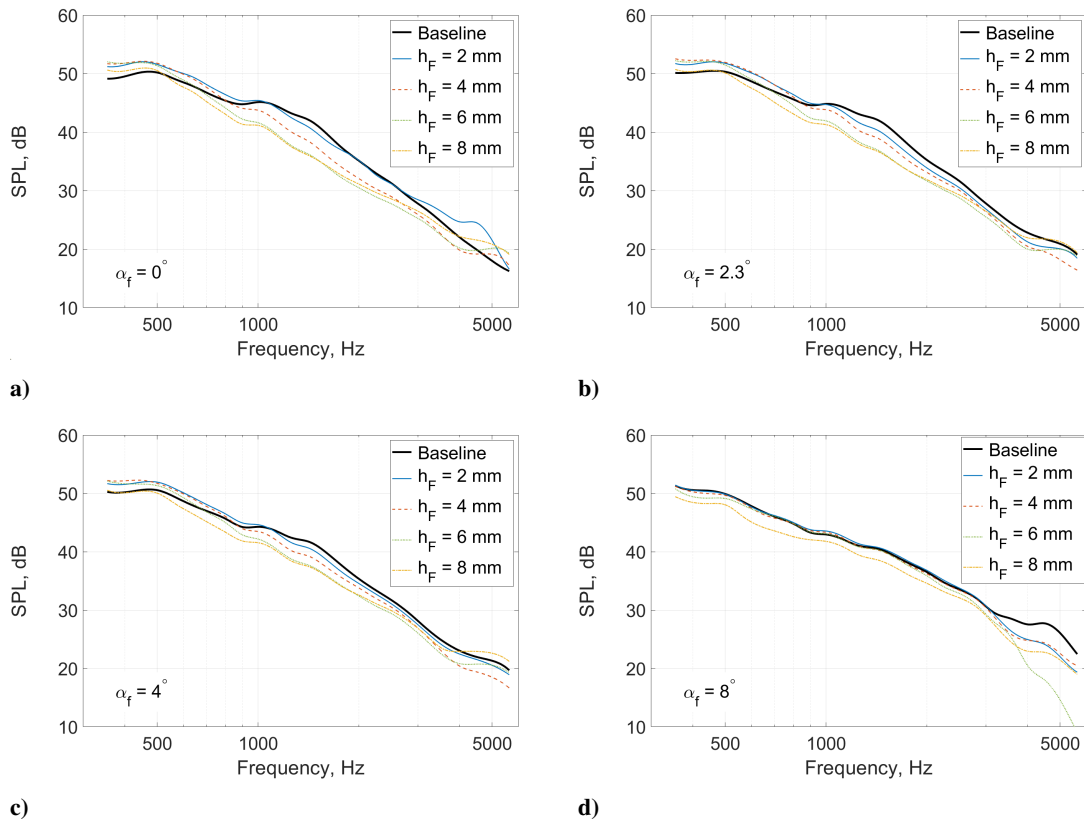 60
50
40
30
20
10
SPL, dB
500
1000
5000
Frequency, Hz
Baseline
h_F = 2 mm
h_F = 4 mm
h_F = 6 mm
h_F = 8 mm
α_f = 0°
a)
60
50
40
30
20
10
SPL, dB
500
1000
5000
Frequency, Hz
Baseline
h_F = 2 mm
h_F = 4 mm
h_F = 6 mm
h_F = 8 mm
α_f = 2.3°
b)
60
50
40
30
20
10
SPL, dB
500
1000
5000
Frequency, Hz
Baseline
h_F = 2 mm
h_F = 4 mm
h_F = 6 mm
h_F = 8 mm
α_f = 4°
c)
60
50
40
30
20
10
SPL, dB
500
1000
5000
Frequency, Hz
Baseline
h_F = 2 mm
h_F = 4 mm
h_F = 6 mm
h_F = 8 mm
α_f = 8°
d)